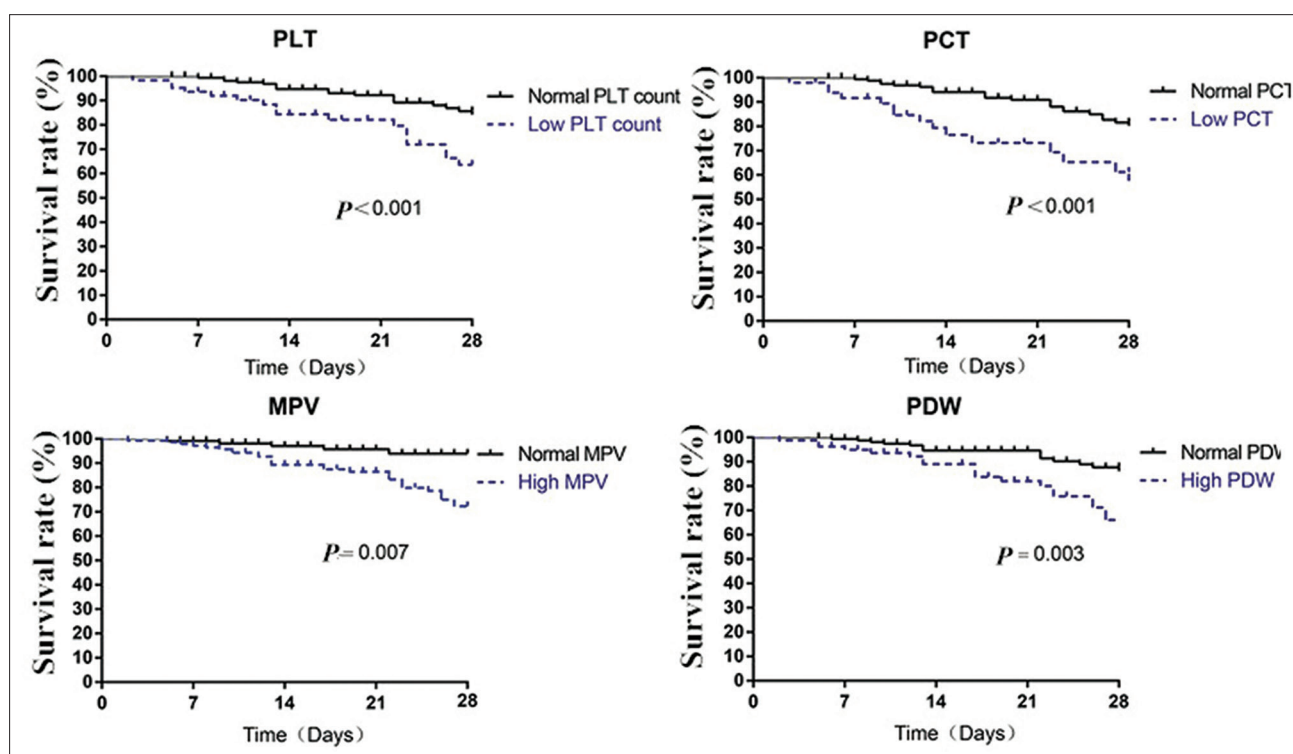 PLT
Survival rate (%)
100
90
80
70
60
50
40
30
20
10
0
0 7 14 21 28
Time（Days）
Normal PLT count
Low PLT count
P＜0.001
PCT
Survival rate (%)
100
90
80
70
60
50
40
30
20
10
0
0 7 14 21 28
Time（Days）
Normal PCT
Low PCT
P＜0.001
MPV
Survival rate (%)
100
90
80
70
60
50
40
30
20
10
0
0 7 14 21 28
Time（Days）
Normal MPV
High MPV
P= 0.007
PDW
Survival rate (%)
100
90
80
70
60
50
40
30
20
10
0
0 7 14 21 28
Time（Days）
Normal PDW
High PDW
P = 0.003